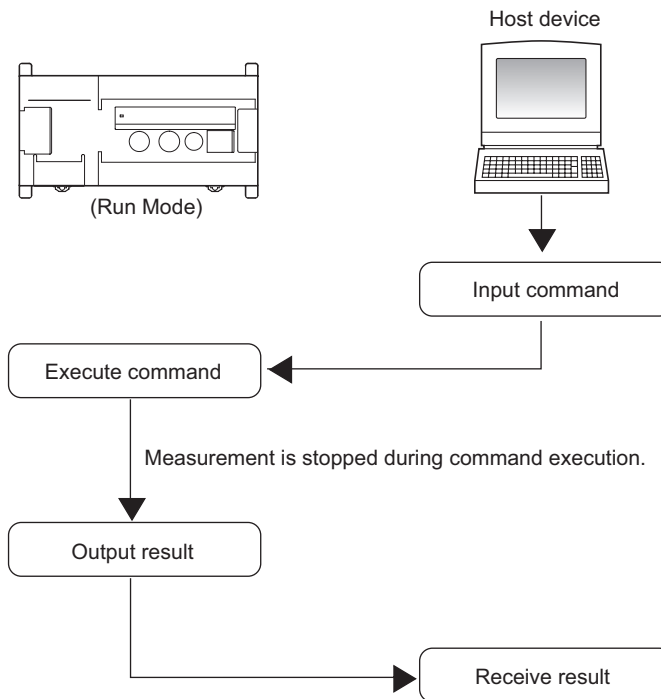 Host device
(Run Mode)
Input command
Execute command
Measurement is stopped during command execution.
Output result
Receive result